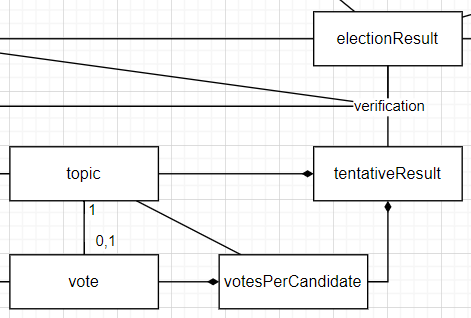 electionResult
verification
topic
tentativeResult
1
0,1
vote
votesPerCandidate